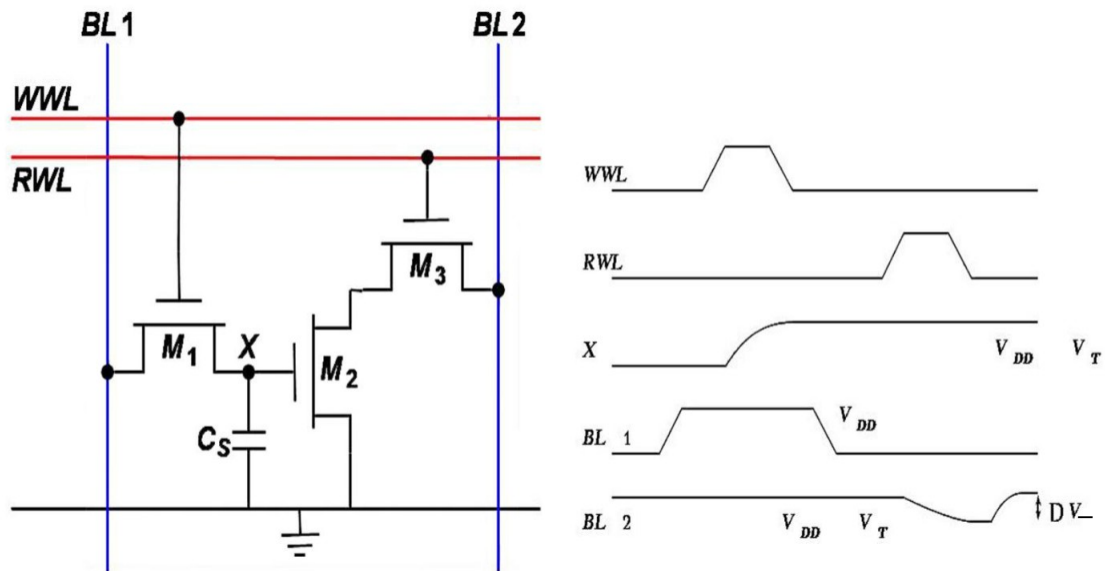 BL1 BL2
WWL
RWL
M3
M1 X M2
CS
WWL
RWL
X VDD VT
BL 1 VDD
BL 2 VDD VT D V